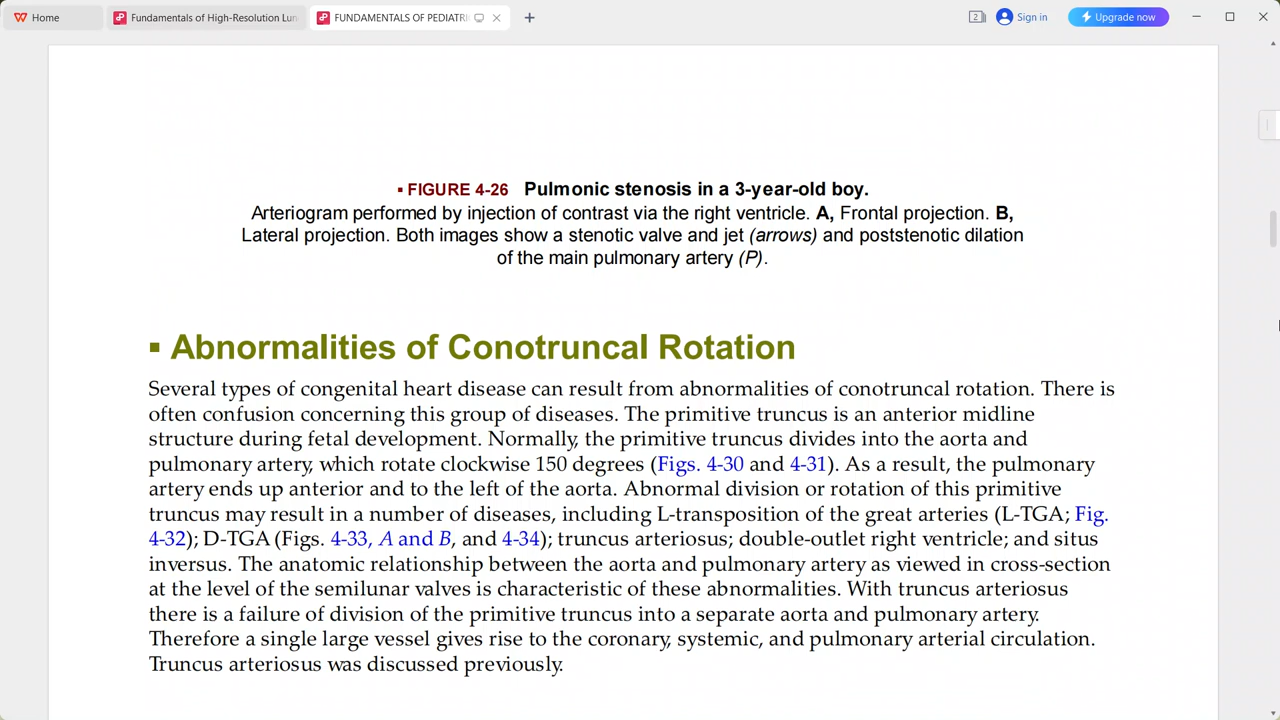 Home
Fundamentals of High-Resolution Lun
FUNDAMENTALS OF PEDIATRI
2
Sign in
Upgrade now
▪ FIGURE 4-26 Pulmonic stenosis in a 3-year-old boy.
Arteriogram performed by injection of contrast via the right ventricle. A, Frontal projection. B,
Lateral projection. Both images show a stenotic valve and jet (arrows) and poststenotic dilation
of the main pulmonary artery (P).
▪ Abnormalities of Conotruncal Rotation
Several types of congenital heart disease can result from abnormalities of conotruncal rotation. There is
often confusion concerning this group of diseases. The primitive truncus is an anterior midline
structure during fetal development. Normally, the primitive truncus divides into the aorta and
pulmonary artery, which rotate clockwise 150 degrees (Figs. 4-30 and 4-31). As a result, the pulmonary
artery ends up anterior and to the left of the aorta. Abnormal division or rotation of this primitive
truncus may result in a number of diseases, including L-transposition of the great arteries (L-TGA; Fig.
4-32); D-TGA (Figs. 4-33, A and B, and 4-34); truncus arteriosus; double-outlet right ventricle; and situs
inversus. The anatomic relationship between the aorta and pulmonary artery as viewed in cross-section
at the level of the semilunar valves is characteristic of these abnormalities. With truncus arteriosus
there is a failure of division of the primitive truncus into a separate aorta and pulmonary artery.
Therefore a single large vessel gives rise to the coronary, systemic, and pulmonary arterial circulation.
Truncus arteriosus was discussed previously.